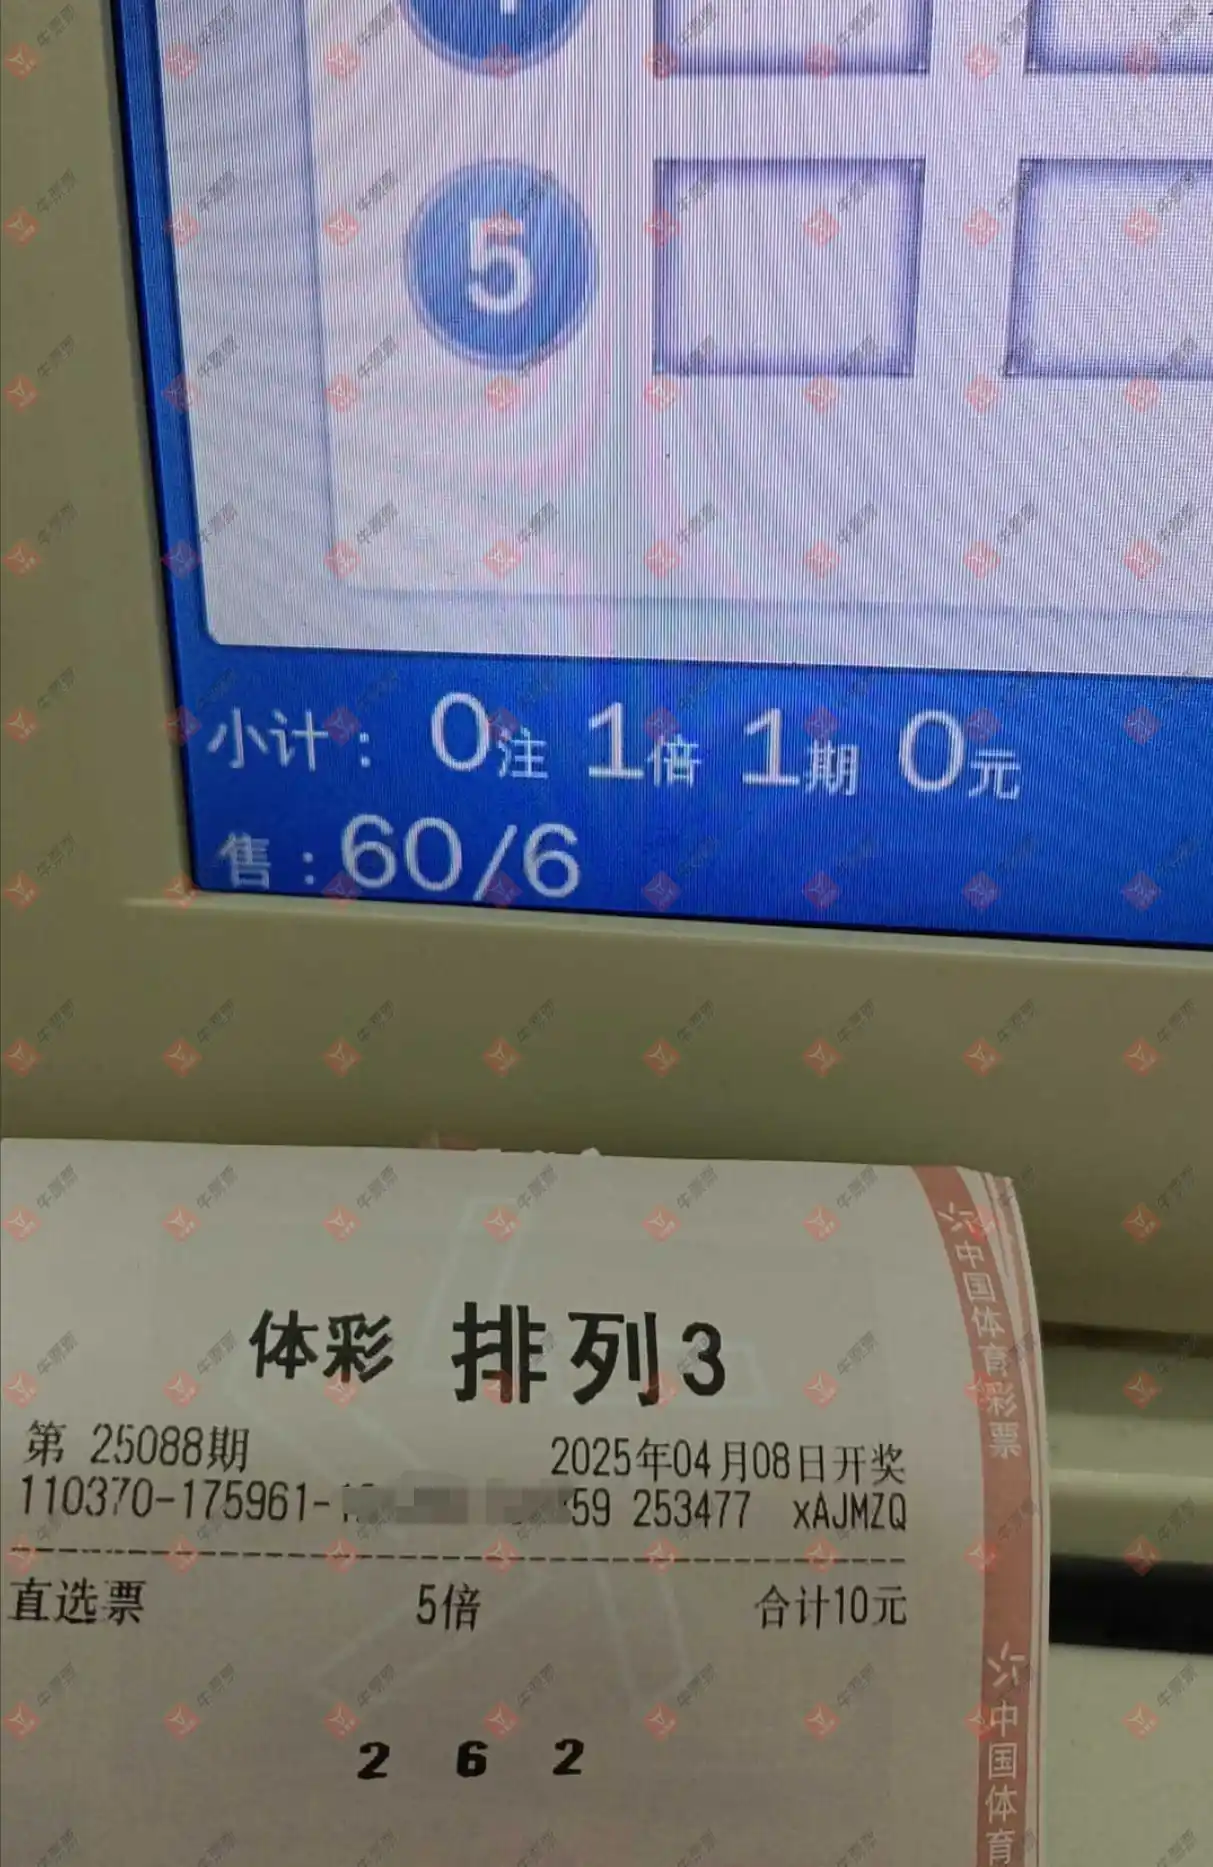 5
小计：0注 1倍 1期 0元
售：60/6
体彩 排列3
第 25088期 2025年04月08日开奖
110370-175961- 59 253477 xAJMZQ
直选票 5倍 合计10元
2 6 2
中国体育彩票
中国体育